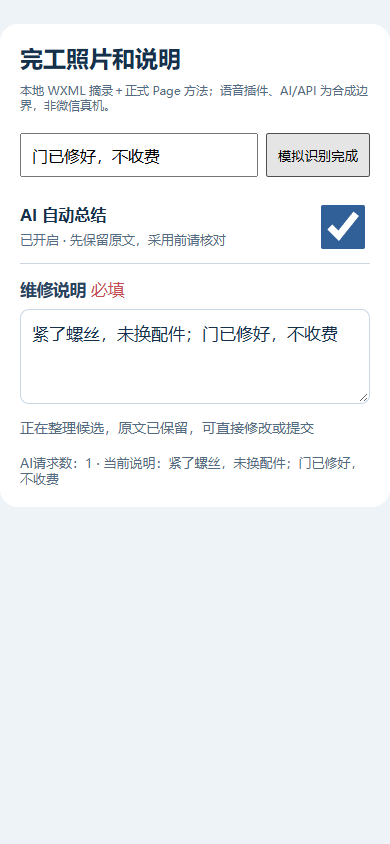 完工照片和说明
本地 WXML 摘录 + 正式 Page 方法；语音插件、AI/API 为合成边
界，非微信真机。
门已修好，不收费
模拟识别完成
AI 自动总结
已开启 · 先保留原文，采用前请核对
维修说明 必填
紧了螺丝，未换配件；门已修好，不收费
正在整理候选，原文已保留，可直接修改或提交
AI请求数：1 · 当前说明：紧了螺丝，未换配件；门已修好，
不收费